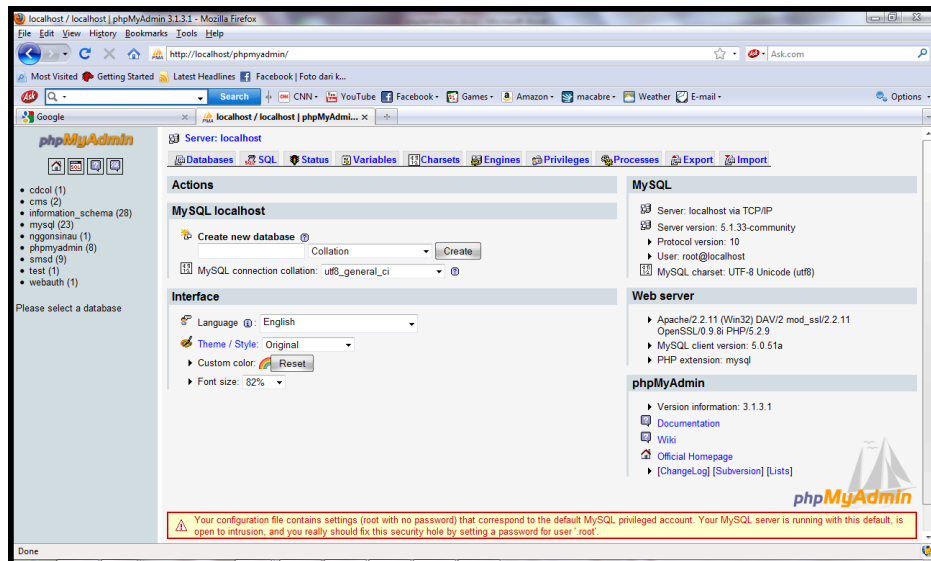 localhost / localhost | phpMyAdmin 3.1.3.1 - Mozilla Firefox
File Edit View History Bookmarks Tools Help
http://localhost/phpmyadmin/
Ask.com
Most Visited Getting Started Latest Headlines Facebook | Foto dari k...
Ask Search CNN YouTube Facebook Games Amazon macabre Weather E-mail Options
Google localhost / localhost | phpMyAdmi...
phpMyAdmin
cdcol (1)
cms (2)
information_schema (28)
mysql (23)
nggonsinau (1)
phpmyadmin (8)
smsd (9)
test (1)
webauth (1)
Please select a database
Server: localhost
Databases SQL Status Variables Charsets Engines Privileges Processes Export Import
Actions
MySQL localhost
Create new database
Collation Create
MySQL connection collation: utf8_general_ci
Interface
Language : English
Theme / Style: Original
Custom color: Reset
Font size: 82%
MySQL
Server: localhost via TCP/IP
Server version: 5.1.33-community
Protocol version: 10
User: root@localhost
MySQL charset: UTF-8 Unicode (utf8)
Web server
Apache/2.2.11 (Win32) DAV/2 mod_ssl/2.2.11
OpenSSL/0.9.8i PHP/5.2.9
MySQL client version: 5.0.51a
PHP extension: mysql
phpMyAdmin
Version information: 3.1.3.1
Documentation
Wiki
Official Homepage
[ChangeLog] [Subversion] [Lists]
phpMyAdmin
Your configuration file contains settings (root with no password) that correspond to the default MySQL privileged account. Your MySQL server is running with this default, is
open to intrusion, and you really should fix this security hole by setting a password for user '.root'.
Done